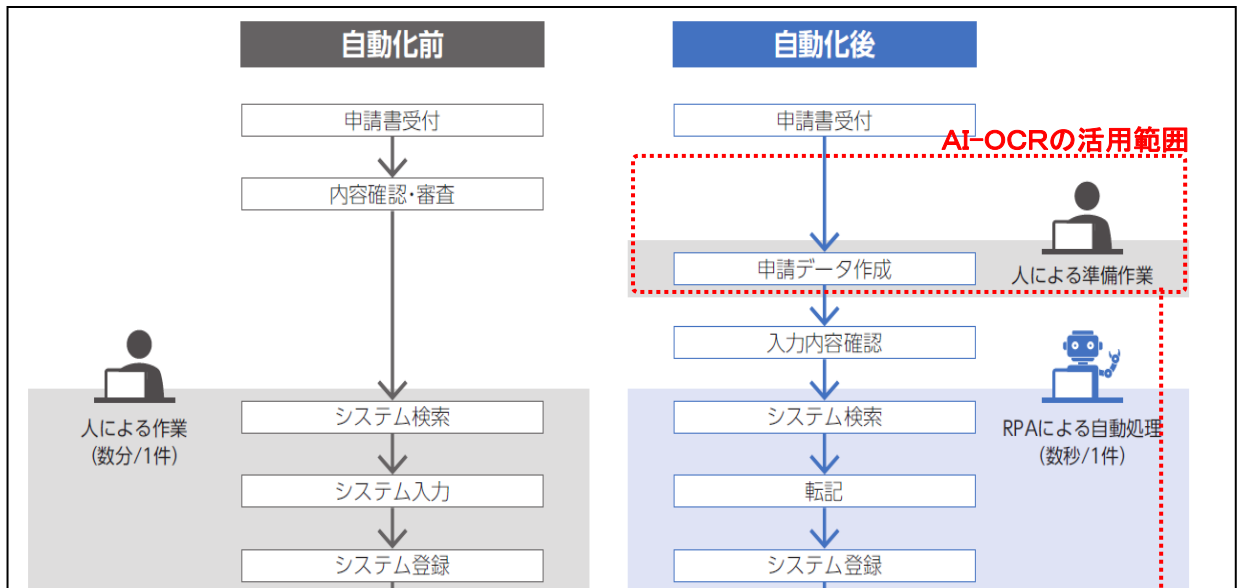 自動化前
申請書受付
内容確認・審査
人による作業
(数分/1件)
システム検索
システム入力
システム登録
自動化後
申請書受付
AI-OCRの活用範囲
申請データ作成
人による準備作業
入力内容確認
システム検索
RPAによる自動処理
(数秒/1件)
転記
システム登録